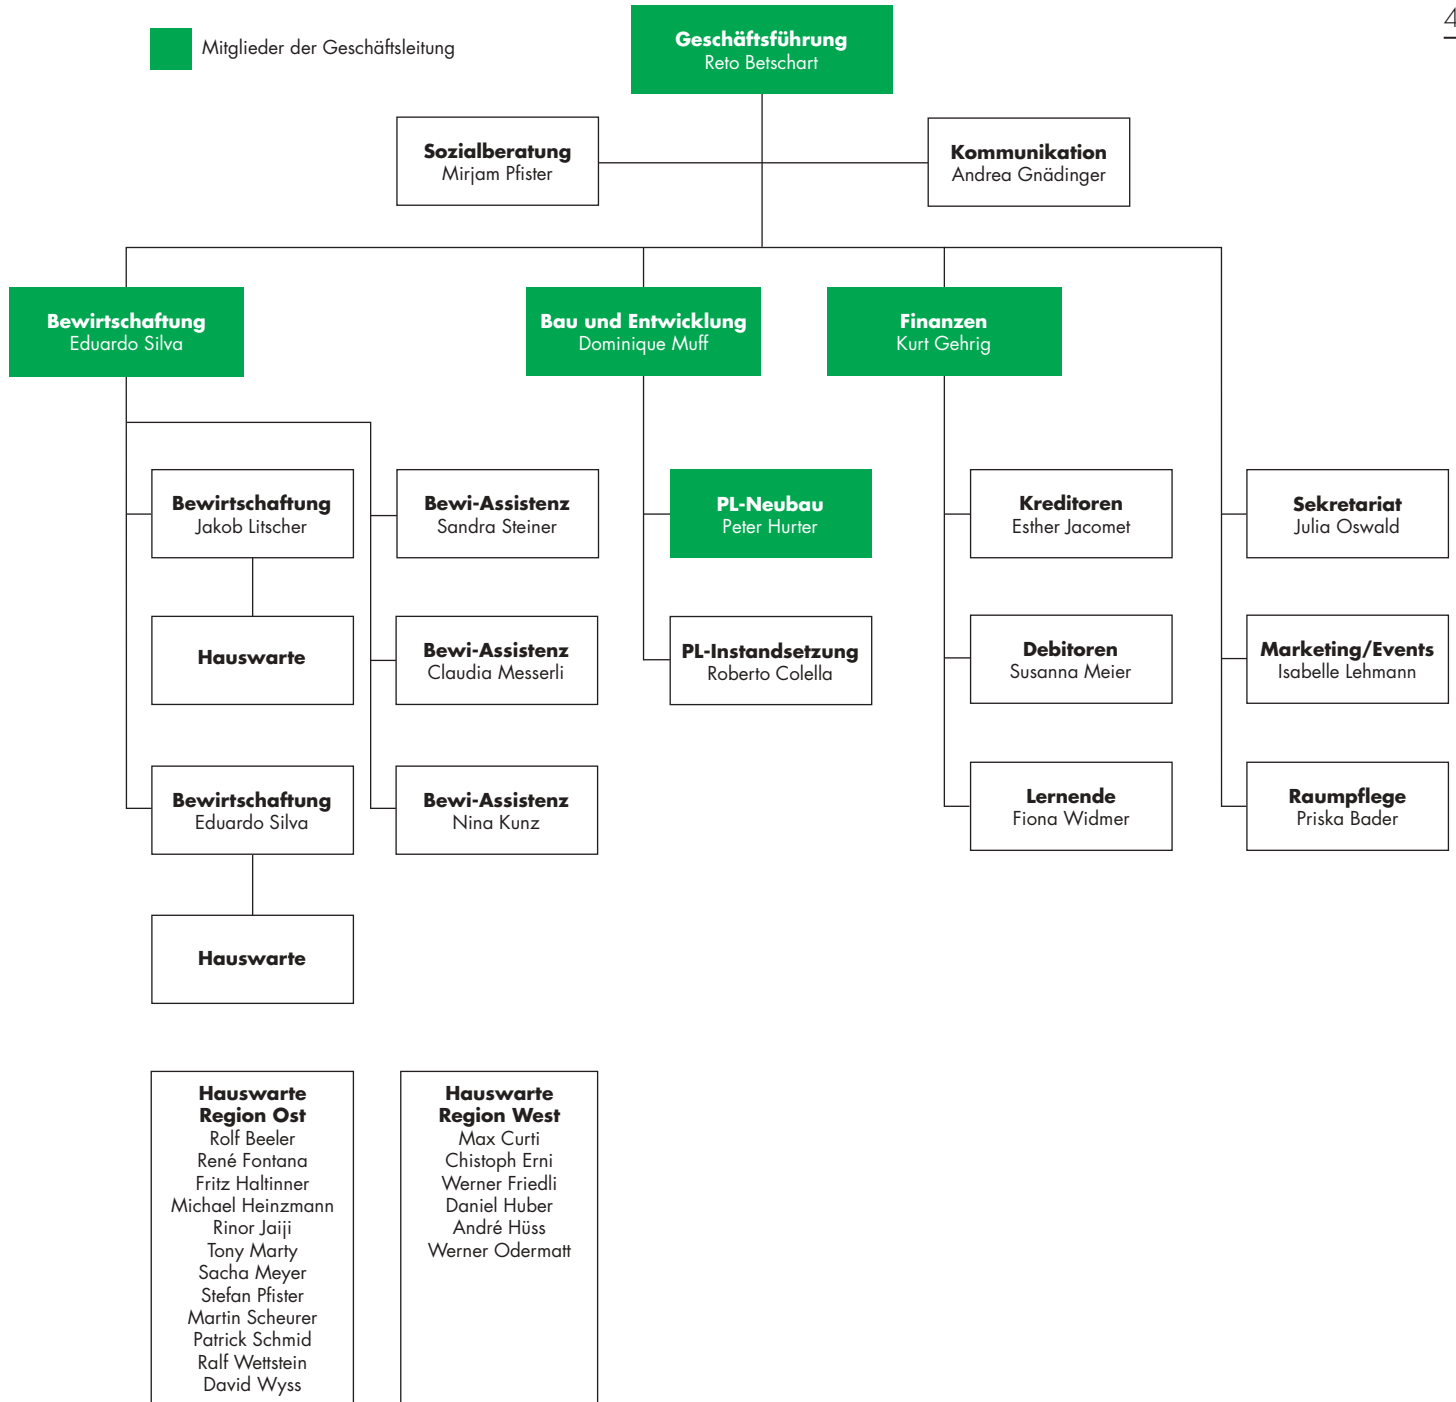 4
Mitglieder der Geschäftsleitung
Geschäftsführung
Reto Betschart
Sozialberatung
Mirjam Pfister
Kommunikation
Andrea Gnädinger
Bewirtschaftung
Eduardo Silva
Bau und Entwicklung
Dominique Muff
Finanzen
Kurt Gehrig
Bewirtschaftung
Jakob Litscher
Bewi-Assistenz
Sandra Steiner
PL-Neubau
Peter Hurter
Kreditoren
Esther Jacomet
Sekretariat
Julia Oswald
Hauswarte
Bewi-Assistenz
Claudia Messerli
PL-Instandsetzung
Roberto Colella
Debitoren
Susanna Meier
Marketing/Events
Isabelle Lehmann
Bewirtschaftung
Eduardo Silva
Bewi-Assistenz
Nina Kunz
Lernende
Fiona Widmer
Raumpflege
Priska Bader
Hauswarte
Hauswarte
Region Ost
Rolf Beeler
René Fontana
Fritz Haltinner
Michael Heinzmann
Rinor Jaiji
Tony Marty
Sacha Meyer
Stefan Pfister
Martin Scheurer
Patrick Schmid
Ralf Wettstein
David Wyss
Hauswarte
Region West
Max Curti
Chistoph Erni
Werner Friedli
Daniel Huber
André Hüss
Werner Odermatt